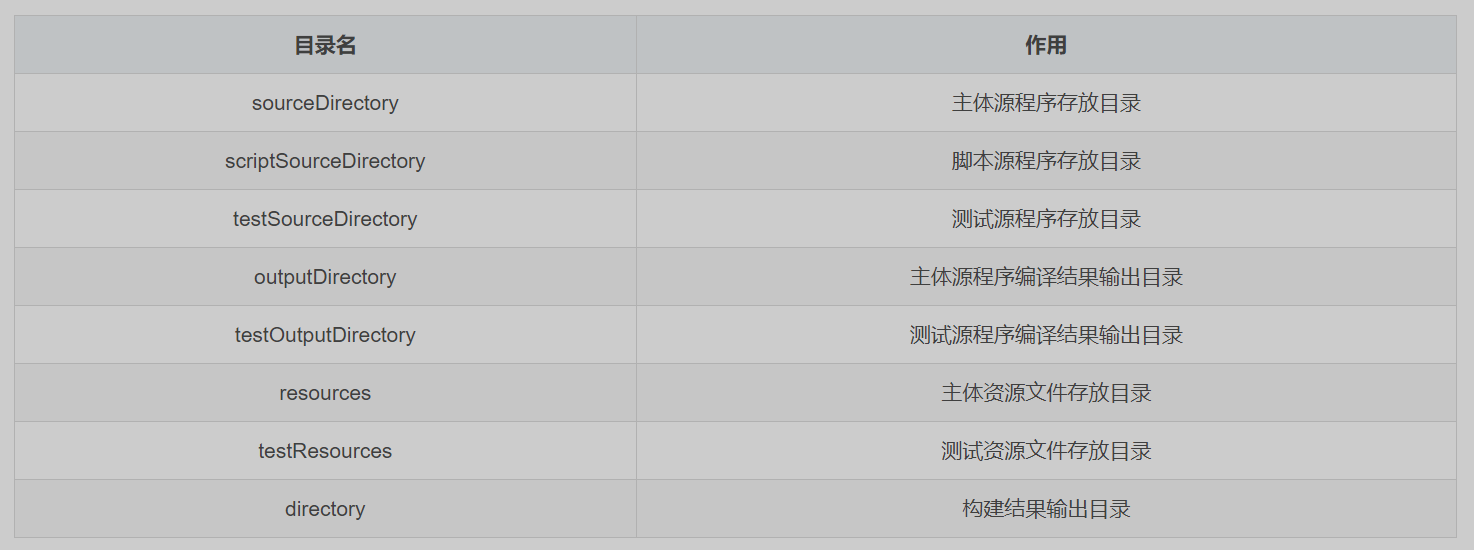 目录名 作用
sourceDirectory 主体源程序存放目录
scriptSourceDirectory 脚本源程序存放目录
testSourceDirectory 测试源程序存放目录
outputDirectory 主体源程序编译结果输出目录
testOutputDirectory 测试源程序编译结果输出目录
resources 主体资源文件存放目录
testResources 测试资源文件存放目录
directory 构建结果输出目录